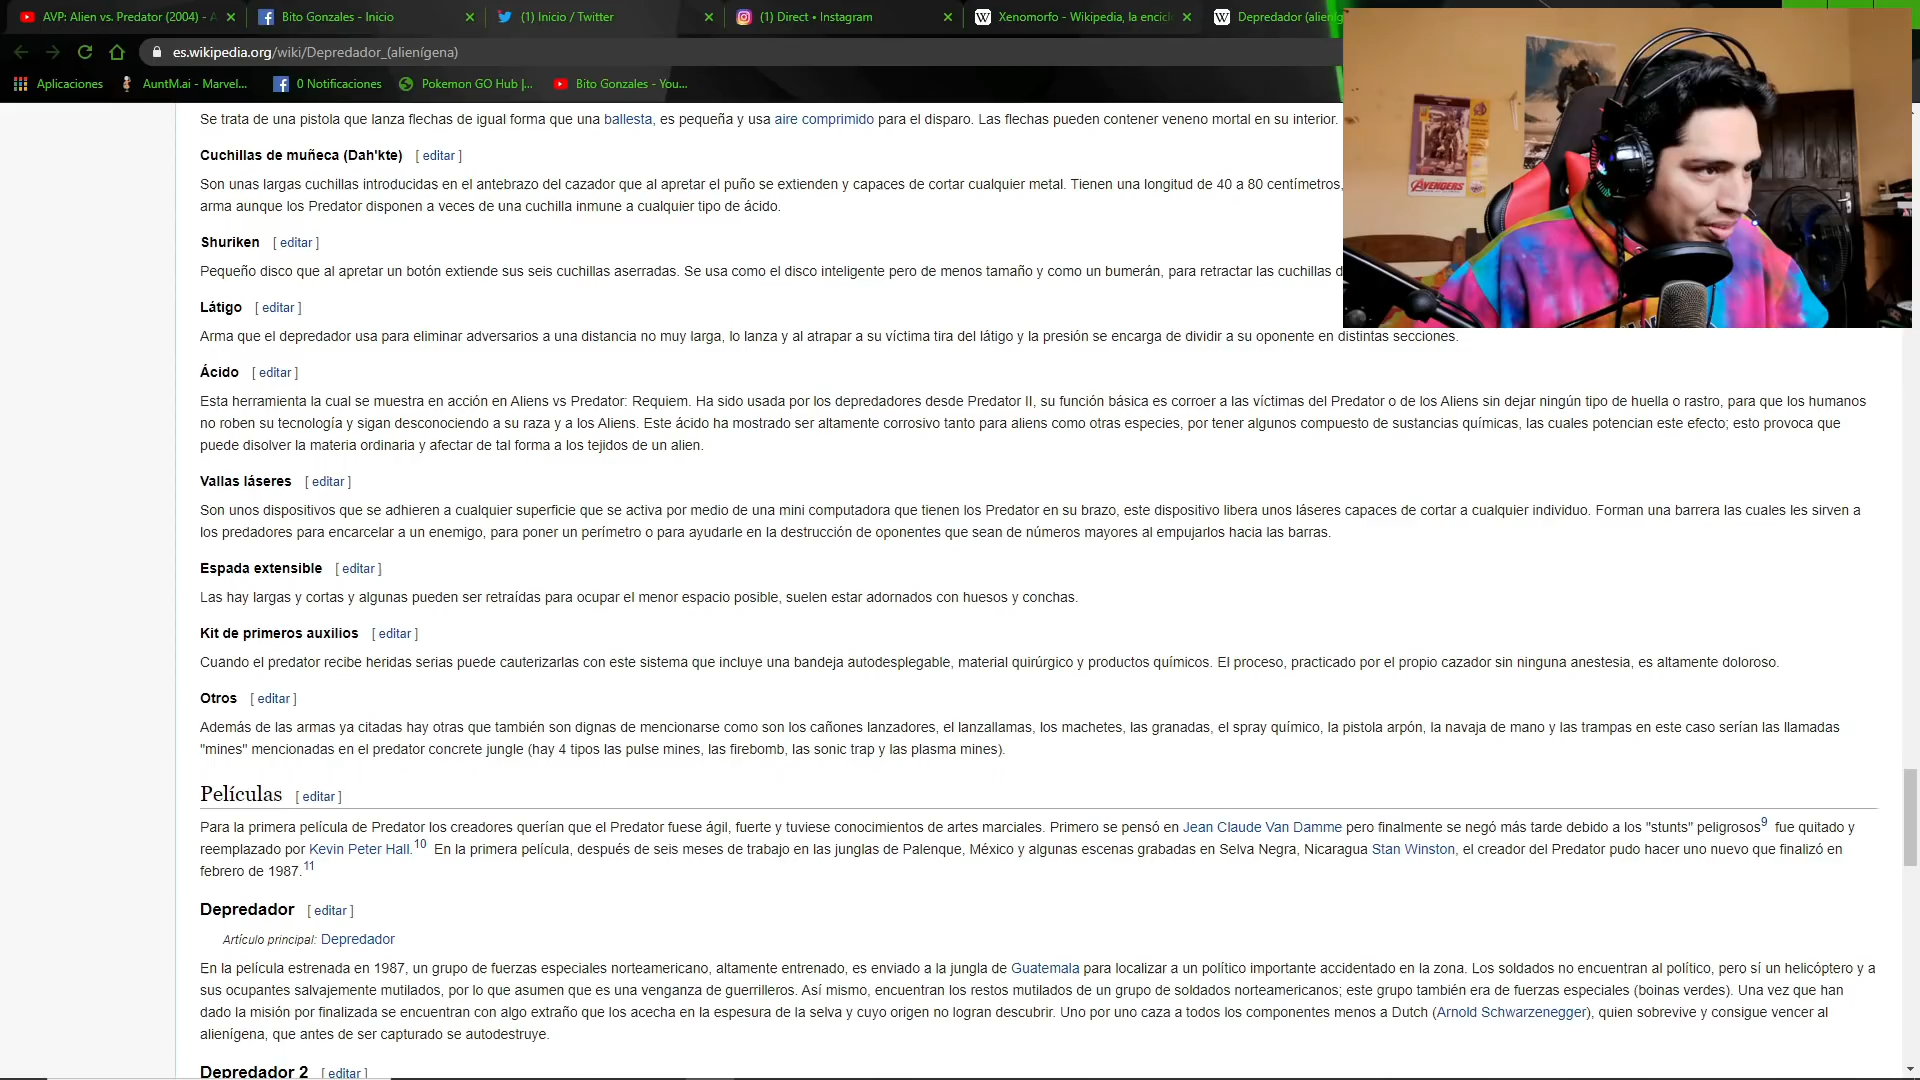 AVP: Alien vs. Predator (2004) - A
Bito Gonzales - Inicio
(1) Inicio / Twitter
(1) Direct • Instagram
Xenomorfo - Wikipedia, la encicl
Depredador (alieníg
es.wikipedia.org/wiki/Depredador_(alienígena)
Aplicaciones
AuntM.ai - Marvel...
0 Notificaciones
Pokemon GO Hub |...
Bito Gonzales - You...
Se trata de una pistola que lanza flechas de igual forma que una ballesta, es pequeña y usa aire comprimido para el disparo. Las flechas pueden contener veneno mortal en su interior.
Cuchillas de muñeca (Dah'kte) [ editar ]
Son unas largas cuchillas introducidas en el antebrazo del cazador que al apretar el puño se extienden y capaces de cortar cualquier metal. Tienen una longitud de 40 a 80 centímetros,
arma aunque los Predator disponen a veces de una cuchilla inmune a cualquier tipo de ácido.
Shuriken [ editar ]
Pequeño disco que al apretar un botón extiende sus seis cuchillas aserradas. Se usa como el disco inteligente pero de menos tamaño y como un bumerán, para retractar las cuchillas d
Látigo [ editar ]
Arma que el depredador usa para eliminar adversarios a una distancia no muy larga, lo lanza y al atrapar a su víctima tira del látigo y la presión se encarga de dividir a su oponente en distintas secciones.
Ácido [ editar ]
Esta herramienta la cual se muestra en acción en Aliens vs Predator: Requiem. Ha sido usada por los depredadores desde Predator II, su función básica es corroer a las víctimas del Predator o de los Aliens sin dejar ningún tipo de huella o rastro, para que los humanos
no roben su tecnología y sigan desconociendo a su raza y a los Aliens. Este ácido ha mostrado ser altamente corrosivo tanto para aliens como otras especies, por tener algunos compuesto de sustancias químicas, las cuales potencian este efecto; esto provoca que
puede disolver la materia ordinaria y afectar de tal forma a los tejidos de un alien.
Vallas láseres [ editar ]
Son unos dispositivos que se adhieren a cualquier superficie que se activa por medio de una mini computadora que tienen los Predator en su brazo, este dispositivo libera unos láseres capaces de cortar a cualquier individuo. Forman una barrera las cuales les sirven a
los predadores para encarcelar a un enemigo, para poner un perímetro o para ayudarle en la destrucción de oponentes que sean de números mayores al empujarlos hacia las barras.
Espada extensible [ editar ]
Las hay largas y cortas y algunas pueden ser retraídas para ocupar el menor espacio posible, suelen estar adornados con huesos y conchas.
Kit de primeros auxilios [ editar ]
Cuando el predator recibe heridas serias puede cauterizarlas con este sistema que incluye una bandeja autodesplegable, material quirúrgico y productos químicos. El proceso, practicado por el propio cazador sin ninguna anestesia, es altamente doloroso.
Otros [ editar ]
Además de las armas ya citadas hay otras que también son dignas de mencionarse como son los cañones lanzadores, el lanzallamas, los machetes, las granadas, el spray químico, la pistola arpón, la navaja de mano y las trampas en este caso serían las llamadas
"mines" mencionadas en el predator concrete jungle (hay 4 tipos las pulse mines, las firebomb, las sonic trap y las plasma mines).
Películas [ editar ]
Para la primera película de Predator los creadores querían que el Predator fuese ágil, fuerte y tuviese conocimientos de artes marciales. Primero se pensó en Jean Claude Van Damme pero finalmente se negó más tarde debido a los "stunts" peligrosos9 fue quitado y
reemplazado por Kevin Peter Hall.10 En la primera película, después de seis meses de trabajo en las junglas de Palenque, México y algunas escenas grabadas en Selva Negra, Nicaragua Stan Winston, el creador del Predator pudo hacer uno nuevo que finalizó en
febrero de 1987.11
Depredador [ editar ]
Artículo principal: Depredador
En la película estrenada en 1987, un grupo de fuerzas especiales norteamericano, altamente entrenado, es enviado a la jungla de Guatemala para localizar a un político importante accidentado en la zona. Los soldados no encuentran al político, pero sí un helicóptero y a
sus ocupantes salvajemente mutilados, por lo que asumen que es una venganza de guerrilleros. Así mismo, encuentran los restos mutilados de un grupo de soldados norteamericanos; este grupo también era de fuerzas especiales (boinas verdes). Una vez que han
dado la misión por finalizada se encuentran con algo extraño que los acecha en la espesura de la selva y cuyo origen no logran descubrir. Uno por uno caza a todos los componentes menos a Dutch (Arnold Schwarzenegger), quien sobrevive y consigue vencer al
alienígena, que antes de ser capturado se autodestruye.
Depredador 2 [ editar ]
AVENGERS